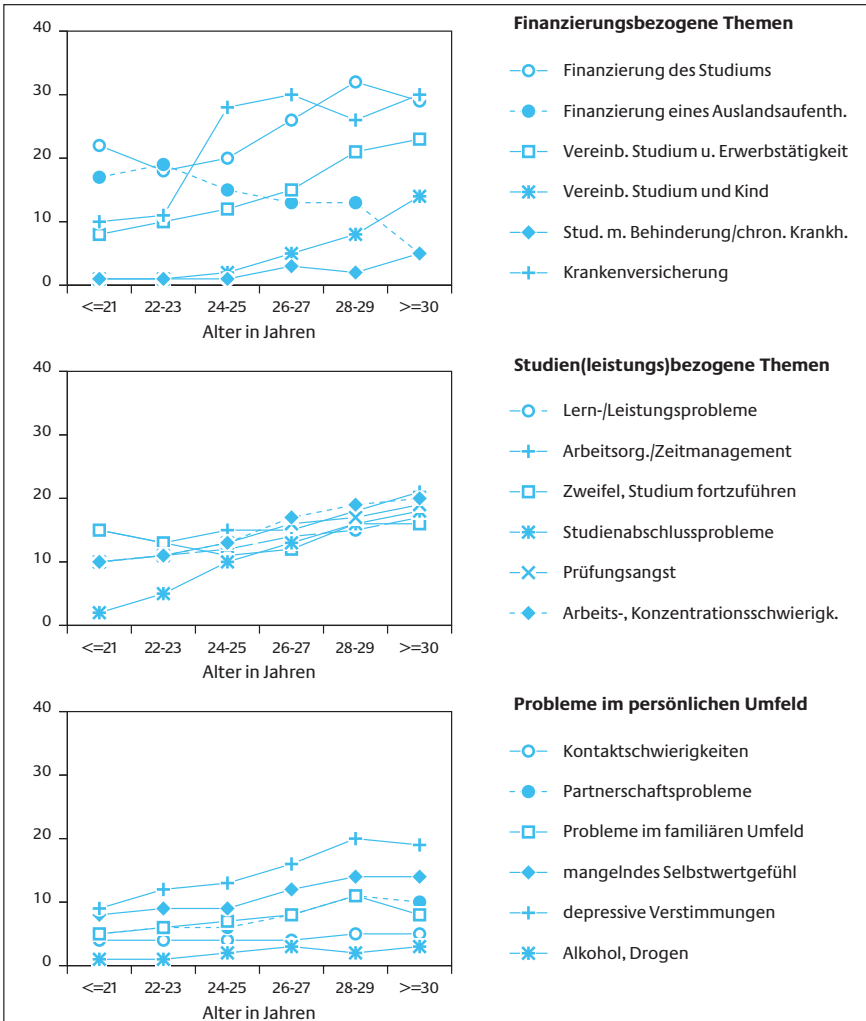 Finanzierungsbezogene Themen
40
30
20
10
0
<=21 22-23 24-25 26-27 28-29 >=30
Alter in Jahren
Finanzierung des Studiums
Finanzierung eines Auslandsaufenth.
Vereinb. Studium u. Erwerbstätigkeit
Vereinb. Studium und Kind
Stud. m. Behinderung/chron. Krankh.
Krankenversicherung
Studien(leistungs)bezogene Themen
40
30
20
10
0
<=21 22-23 24-25 26-27 28-29 >=30
Alter in Jahren
Lern-/Leistungsprobleme
Arbeitsorg./Zeitmanagement
Zweifel, Studium fortzuführen
Studienabschlussprobleme
Prüfungsangst
Arbeits-, Konzentrationsschwierigk.
Probleme im persönlichen Umfeld
40
30
20
10
0
<=21 22-23 24-25 26-27 28-29 >=30
Alter in Jahren
Kontaktschwierigkeiten
Partnerschaftsprobleme
Probleme im familiären Umfeld
mangelndes Selbstwertgefühl
depressive Verstimmungen
Alkohol, Drogen